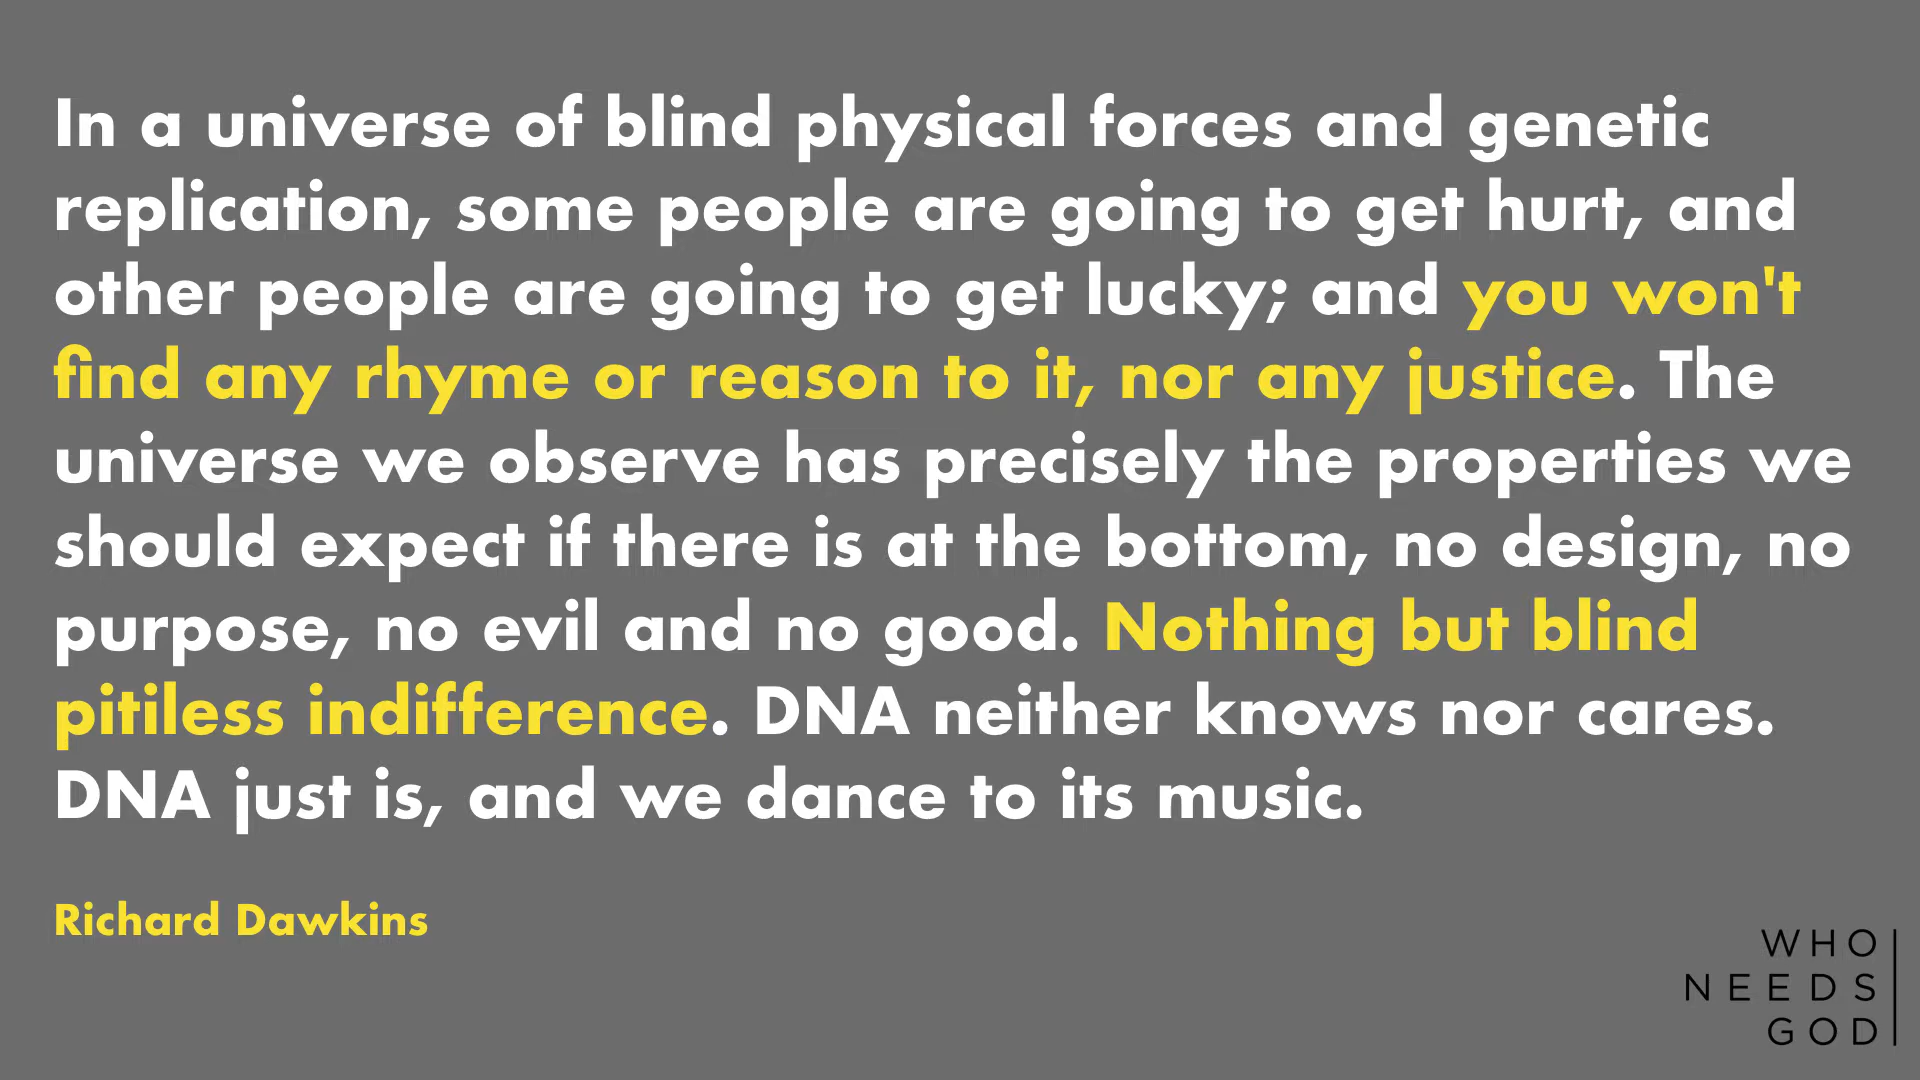 In a universe of blind physical forces and genetic
replication, some people are going to get hurt, and
other people are going to get lucky; and you won't
find any rhyme or reason to it, nor any justice. The
universe we observe has precisely the properties we
should expect if there is at the bottom, no design, no
purpose, no evil and no good. Nothing but blind
pitiless indifference. DNA neither knows nor cares.
DNA just is, and we dance to its music.
Richard Dawkins
WHO
NEEDS
GOD